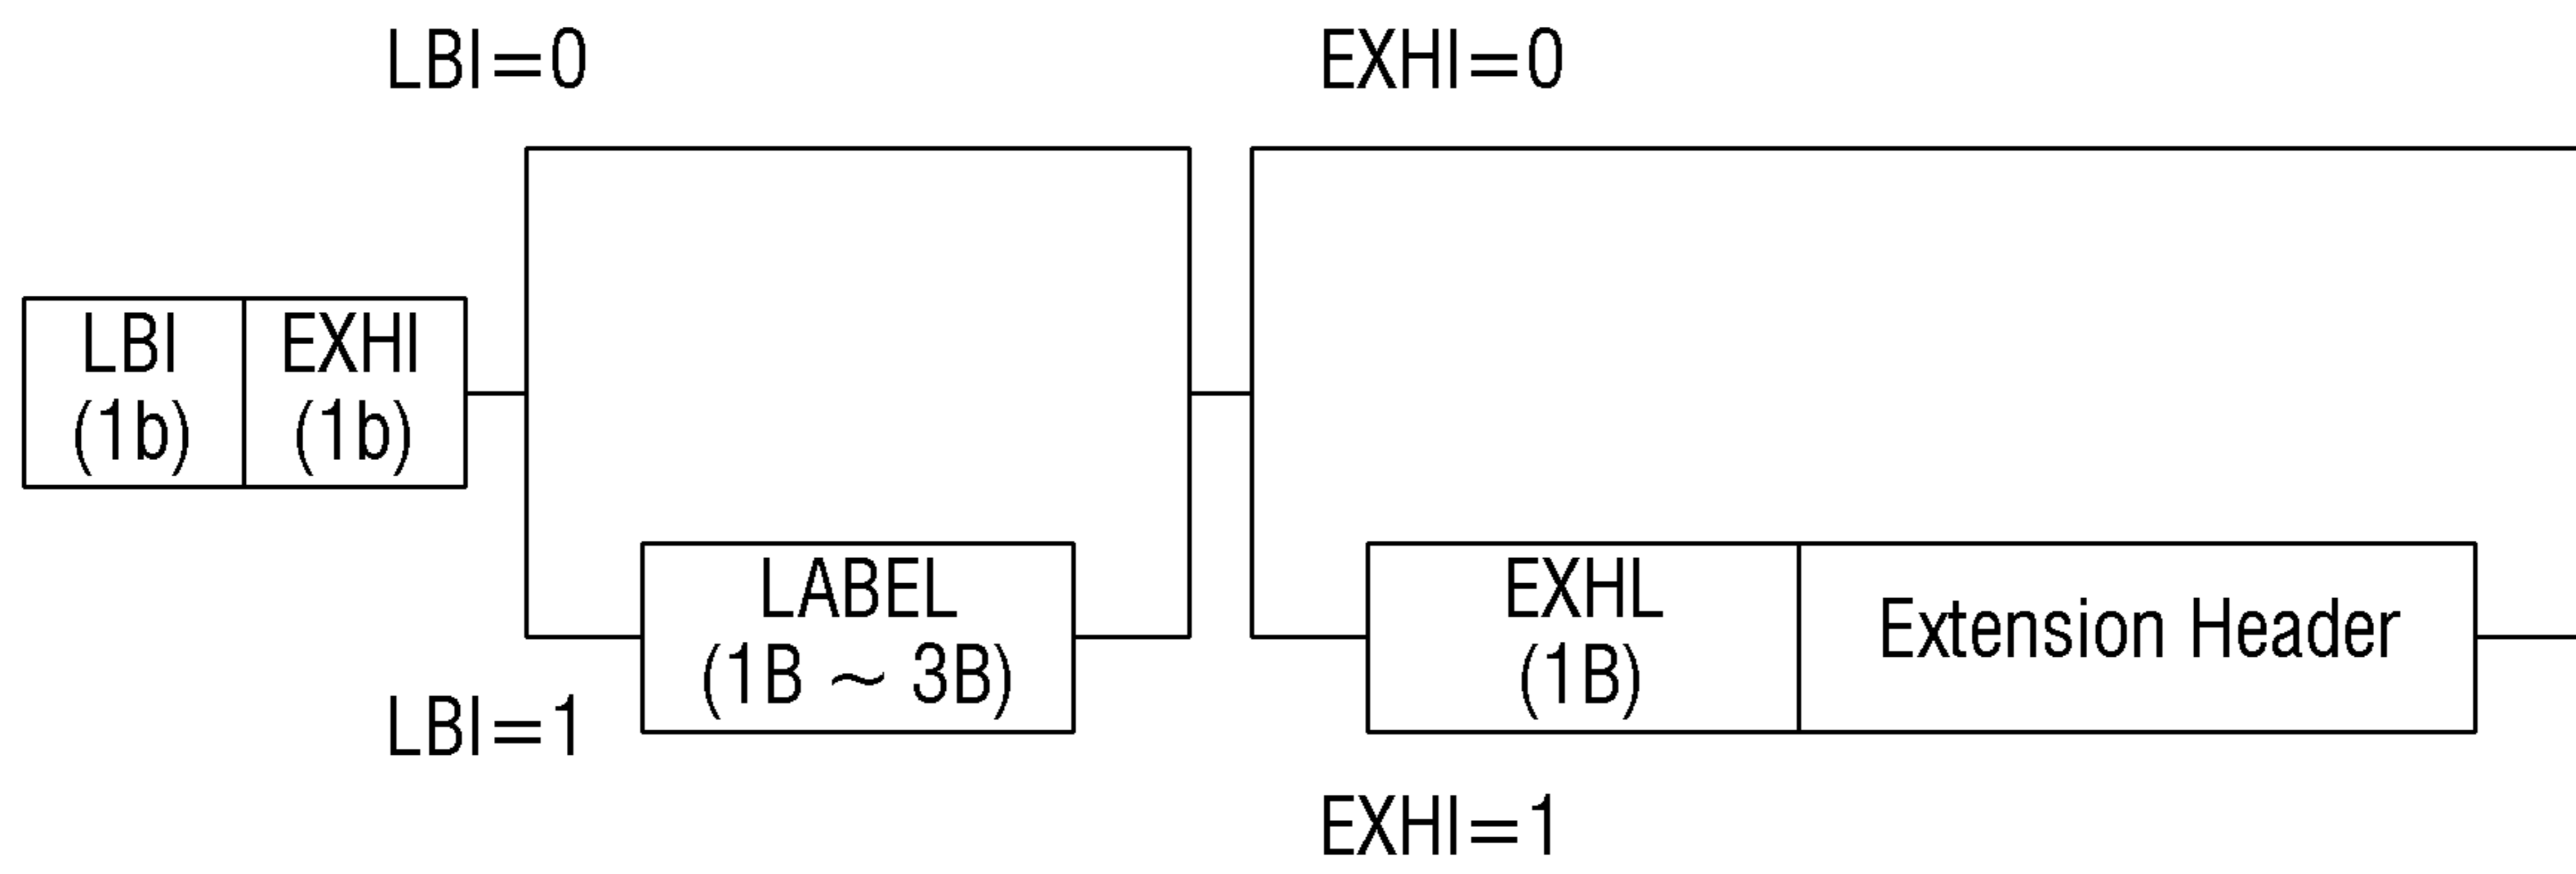 LBI=0
EXHI=0
LBI
(1b)
EXHI
(1b)
LABEL
(1B ~ 3B)
EXHL
(1B)
Extension Header
LBI=1
EXHI=1